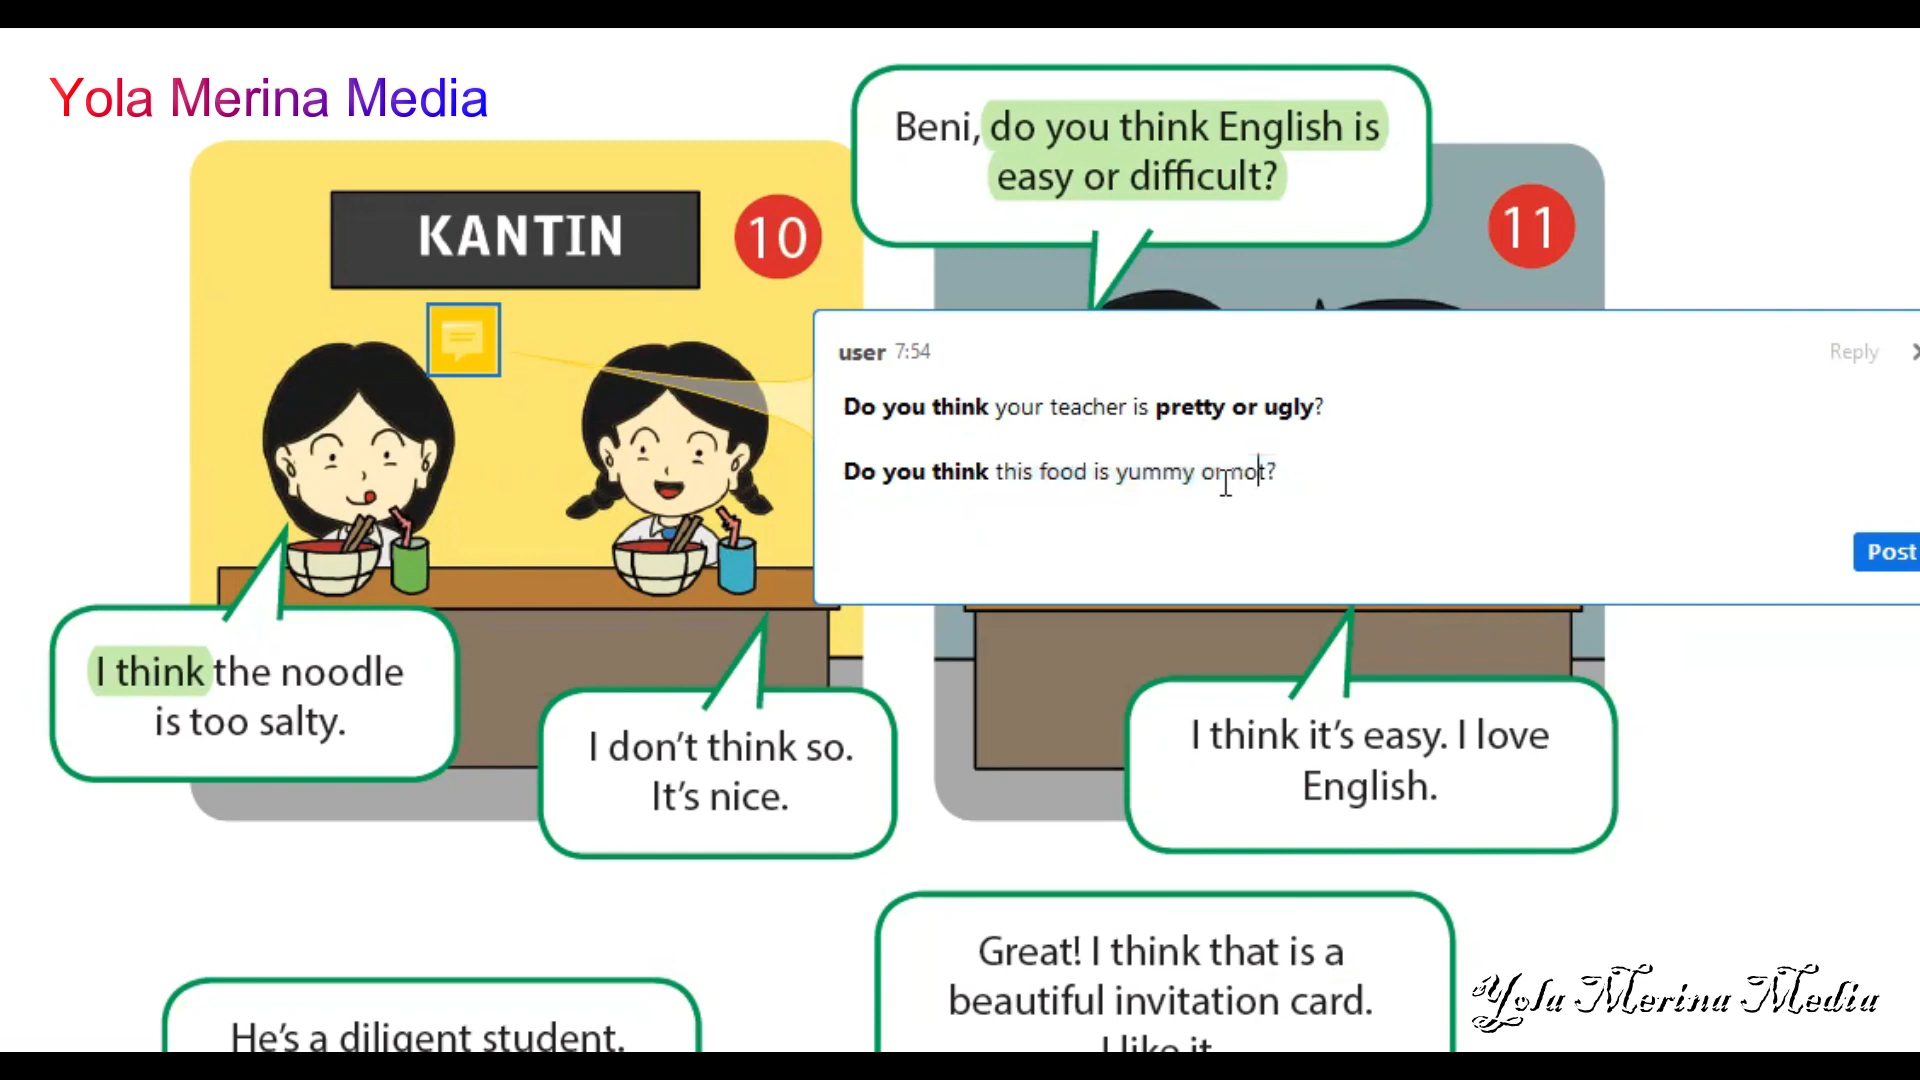 Yola Merina Media
Beni, do you think English is
easy or difficult?
KANTIN
10
11
user 7:54
Reply
Do you think your teacher is pretty or ugly?
Do you think this food is yummy or not?
Post
I think the noodle
is too salty.
I don't think so.
It's nice.
I think it's easy. I love
English.
Great! I think that is a
beautiful invitation card.
I like it.
He's a diligent student.
Yola Merina Media